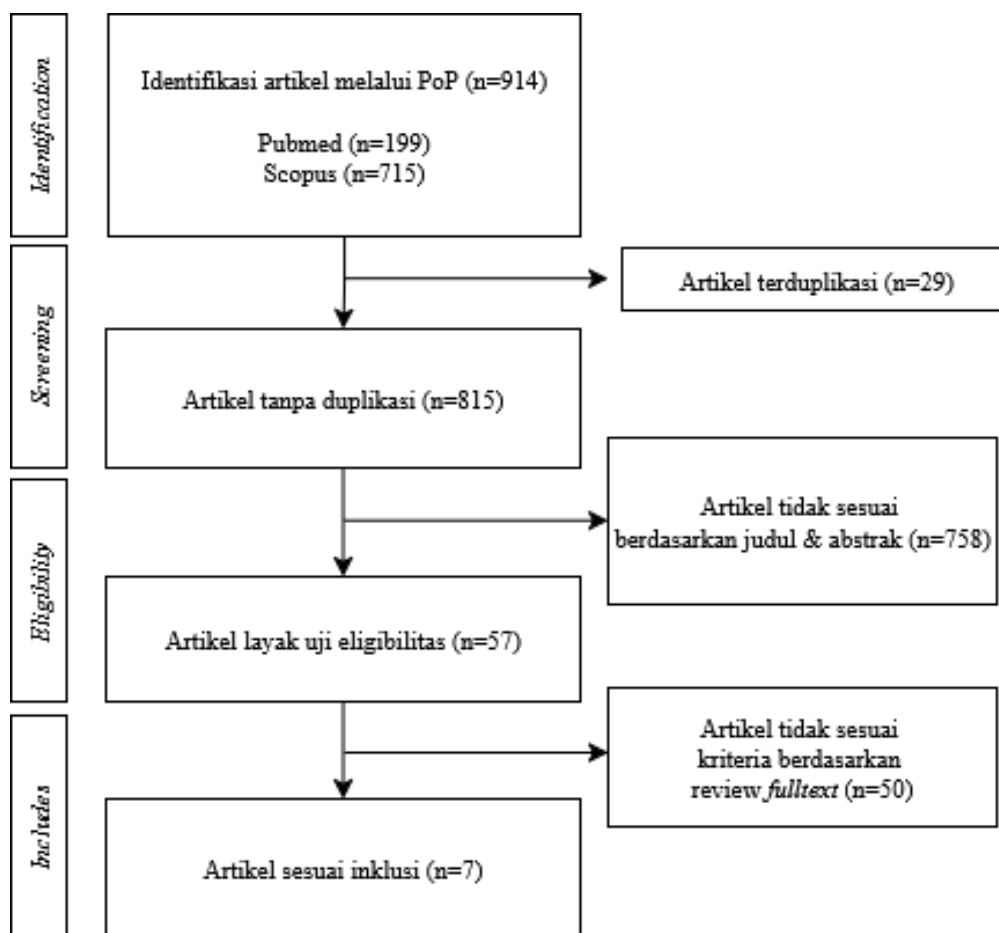 Identification
Identifikasi artikel melalui PoP (n=914)
Pubmed (n=199)
Scopus (n=715)
Screening
Artikel terduplikasi (n=29)
Artikel tanpa duplikasi (n=815)
Eligibility
Artikel tidak sesuai
berdasarkan judul & abstrak (n=758)
Artikel layak uji eligibilitas (n=57)
Includes
Artikel tidak sesuai
kriteria berdasarkan
review fulltext (n=50)
Artikel sesuai inklusi (n=7)